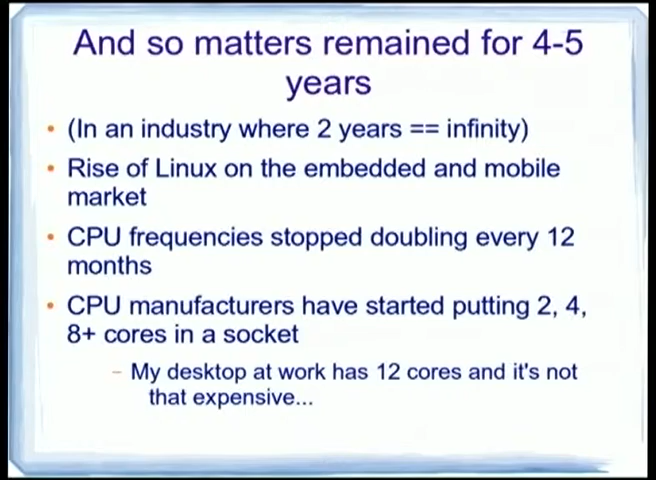 And so matters remained for 4-5
years
• (In an industry where 2 years == infinity)
• Rise of Linux on the embedded and mobile
market
• CPU frequencies stopped doubling every 12
months
• CPU manufacturers have started putting 2, 4,
8+ cores in a socket
– My desktop at work has 12 cores and it's not
that expensive...